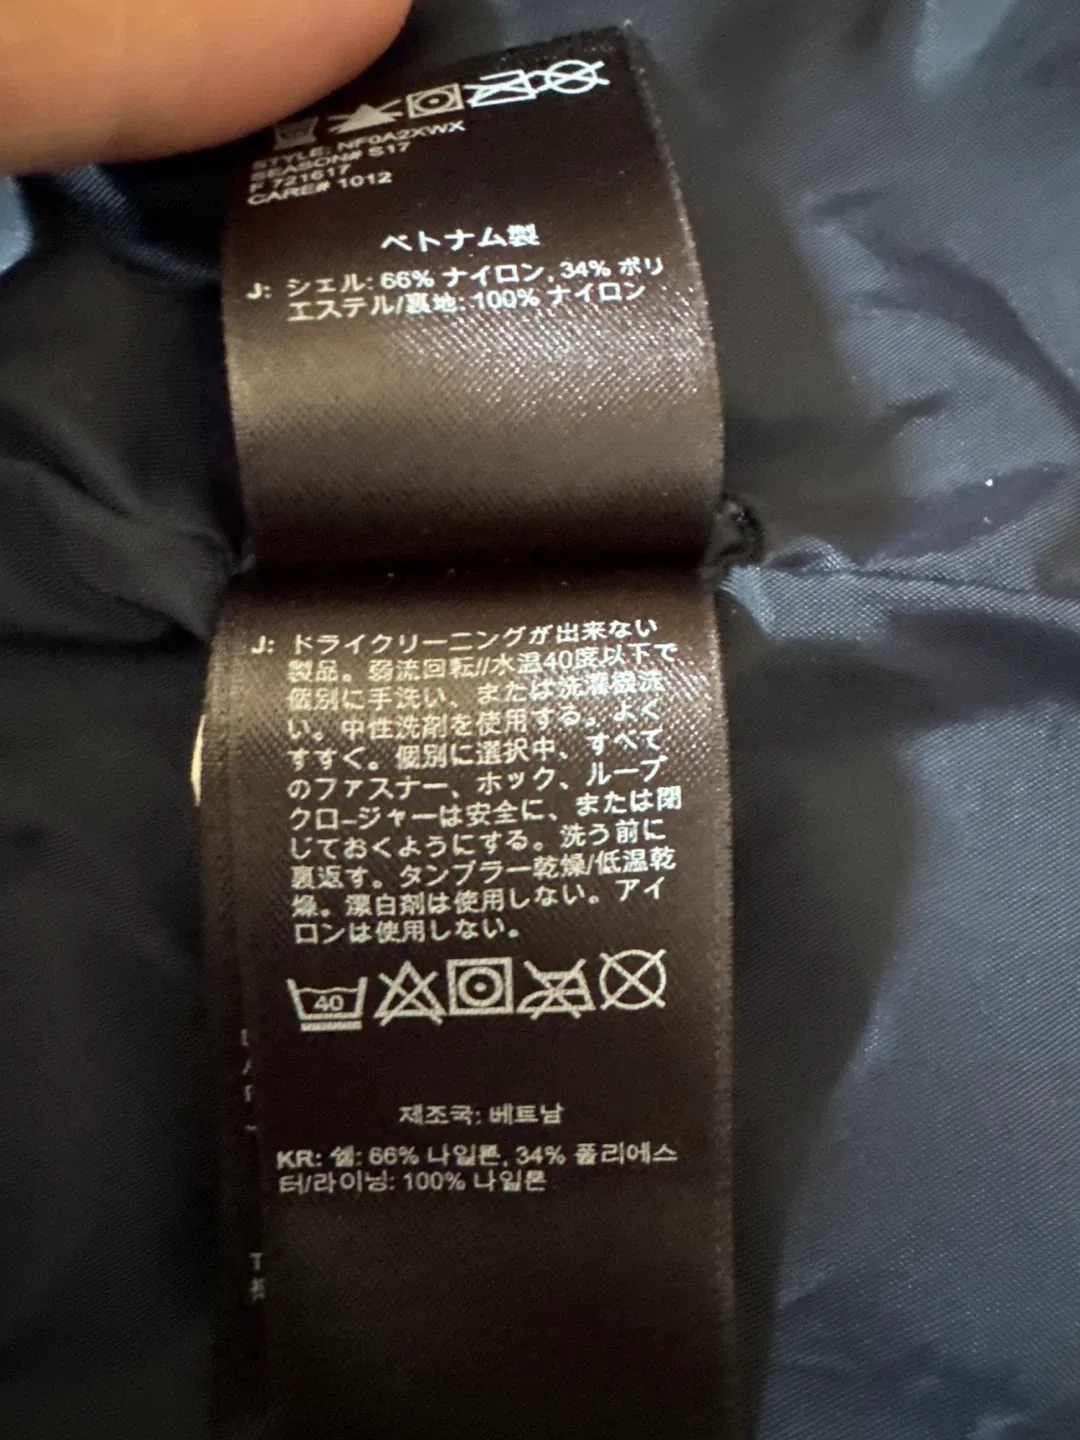 STYLE: NF0A2XWX
SEASON# S17
F 721617
CARE# 1012
ベトナム製
J: シェル: 66% ナイロン, 34% ポリ
エステル/裏地: 100% ナイロン
J: ドライクリーニングが出来ない
製品。弱流回転//水温40度以下で
個別に手洗い、または洗濯機洗
い。中性洗剤を使用する。よく
すすぐ。個別に選択中、すべて
のファスナー、ホック、ループ
クロージャーは安全に、または閉
じておくようにする。洗う前に
裏返す。タンブラー乾燥/低温乾
燥。漂白剤は使用しない。アイ
ロンは使用しない。
40
제조국: 베트남
KR: 쉘: 66% 나일론, 34% 폴리에스
터/라이닝: 100% 나일론